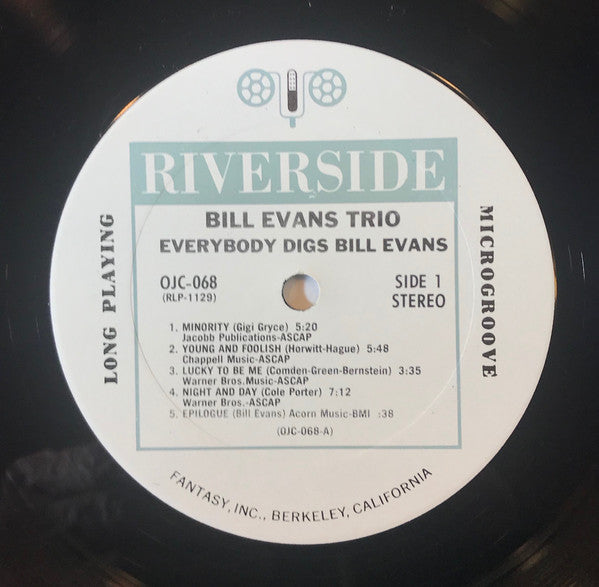 RIVERSIDE
BILL EVANS TRIO
EVERYBODY DIGS BILL EVANS
OJC-068
(RLP-1129)
SIDE 1
STEREO
LONG PLAYING
MICROGROOVE
1. MINORITY (Gigi Gryce) 5:20
Jacobb Publications-ASCAP
2. YOUNG AND FOOLISH (Horwitt-Hague) 5:48
Chappell Music-ASCAP
3. LUCKY TO BE ME (Comden-Green-Bernstein) 3:35
Warner Bros.Music-ASCAP
4. NIGHT AND DAY (Cole Porter) 7:12
Warner Bros.-ASCAP
5. EPILOGUE (Bill Evans) Acorn Music-BMI :38
(OJC-068-A)
FANTASY, INC., BERKELEY, CALIFORNIA